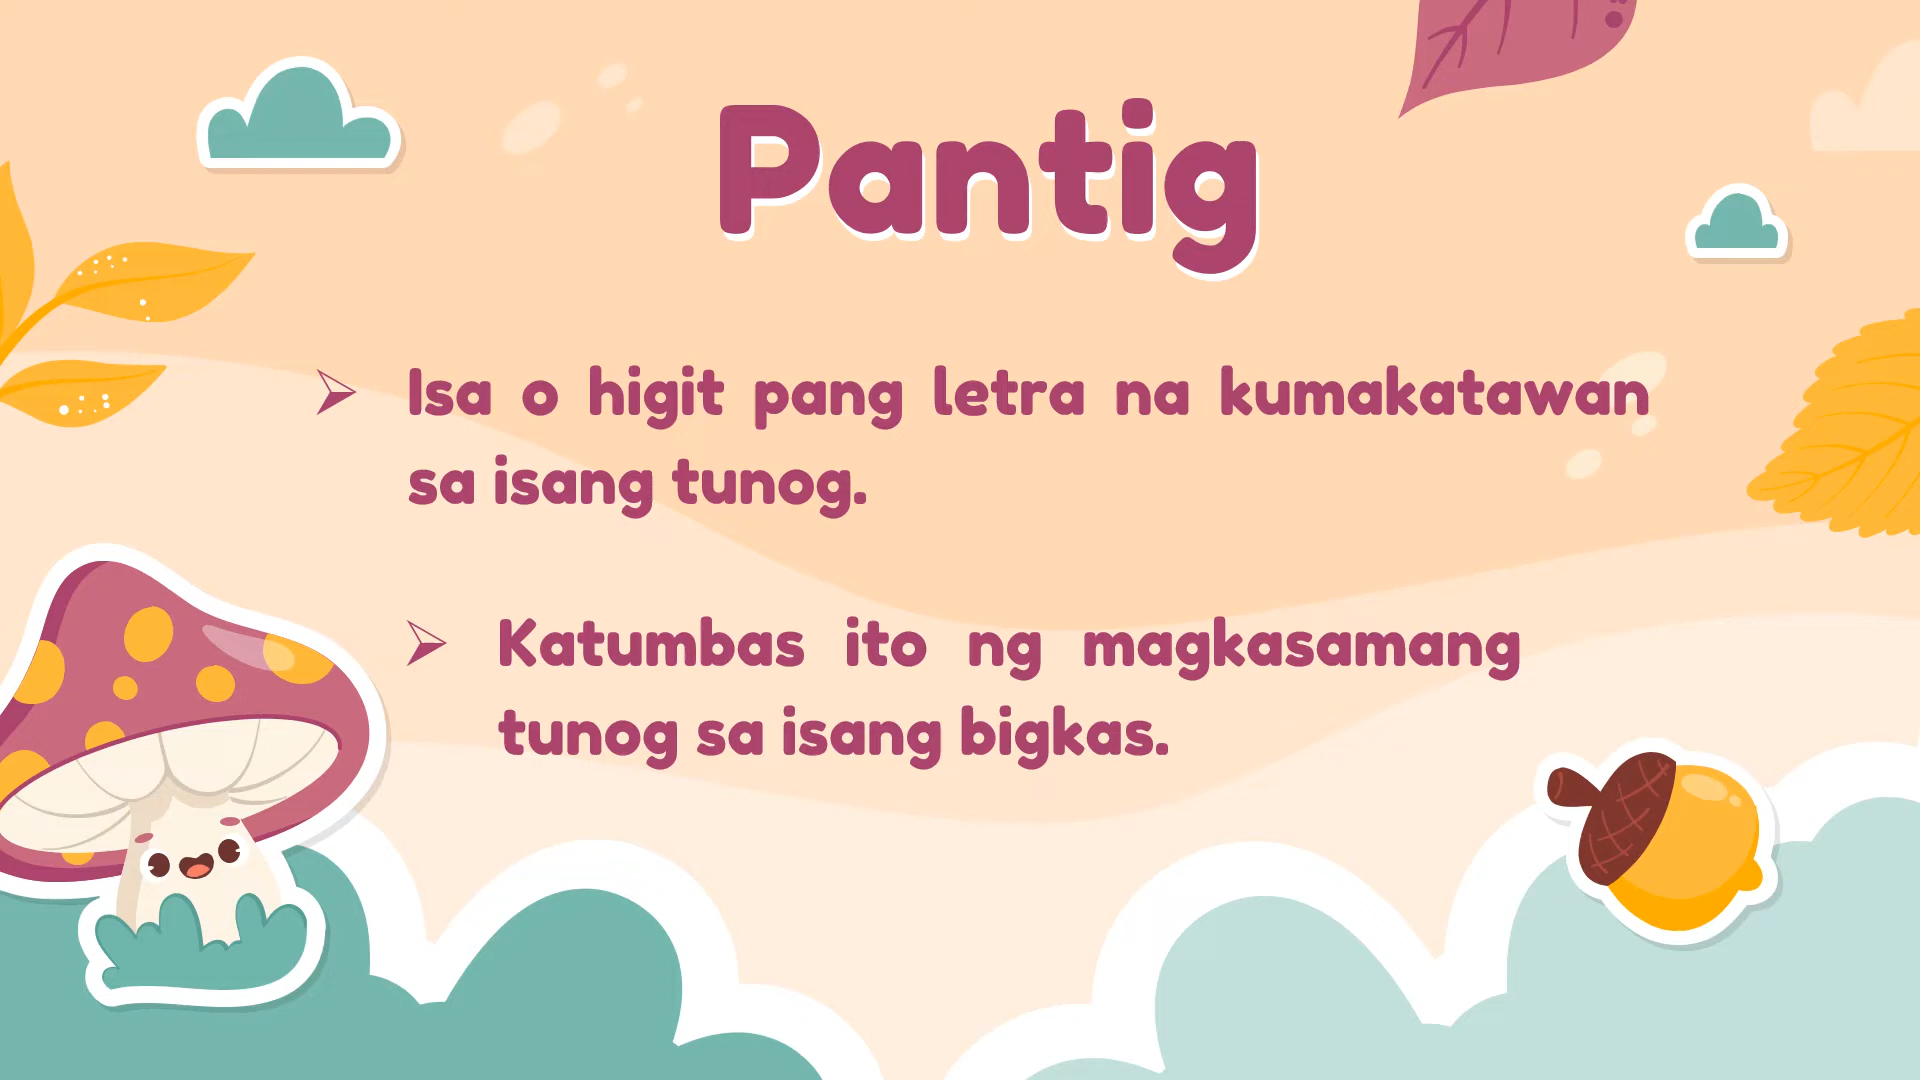 Pantig
➢ Isa o higit pang letra na kumakatawan
sa isang tunog.
➢ Katumbas ito ng magkasamang
tunog sa isang bigkas.